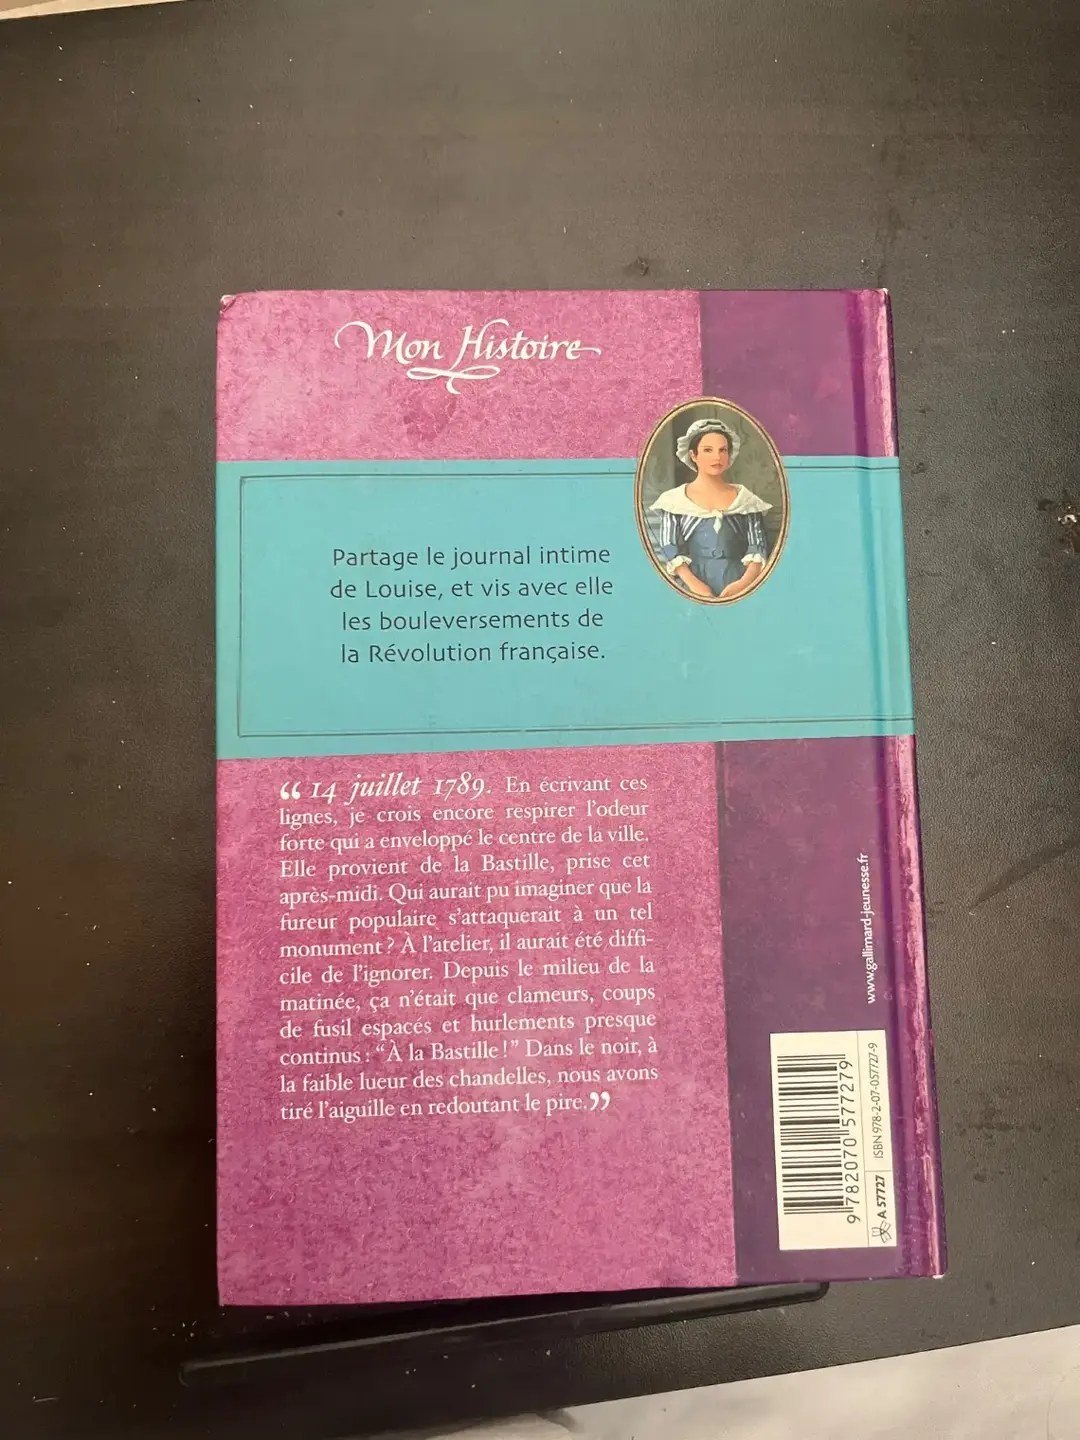 Mon Histoire
Partage le journal intime
de Louise, et vis avec elle
les bouleversements de
la Révolution française.
“ 14 juillet 1789. En écrivant ces
lignes, je crois encore respirer l'odeur
forte qui a enveloppé le centre de la ville.
Elle provient de la Bastille, prise cet
après-midi. Qui aurait pu imaginer que la
fureur populaire s'attaquerait à un tel
monument ? À l'atelier, il aurait été diffi-
cile de l'ignorer. Depuis le milieu de la
matinée, ça n'était que clameurs, coups
de fusil espacés et hurlements presque
continus : “À la Bastille !” Dans le noir, à
la faible lueur des chandelles, nous avons
tiré l'aiguille en redoutant le pire.”
www.gallimard-jeunesse.fr
9 782070 577279
A 57727
ISBN 978-2-07-057727-9